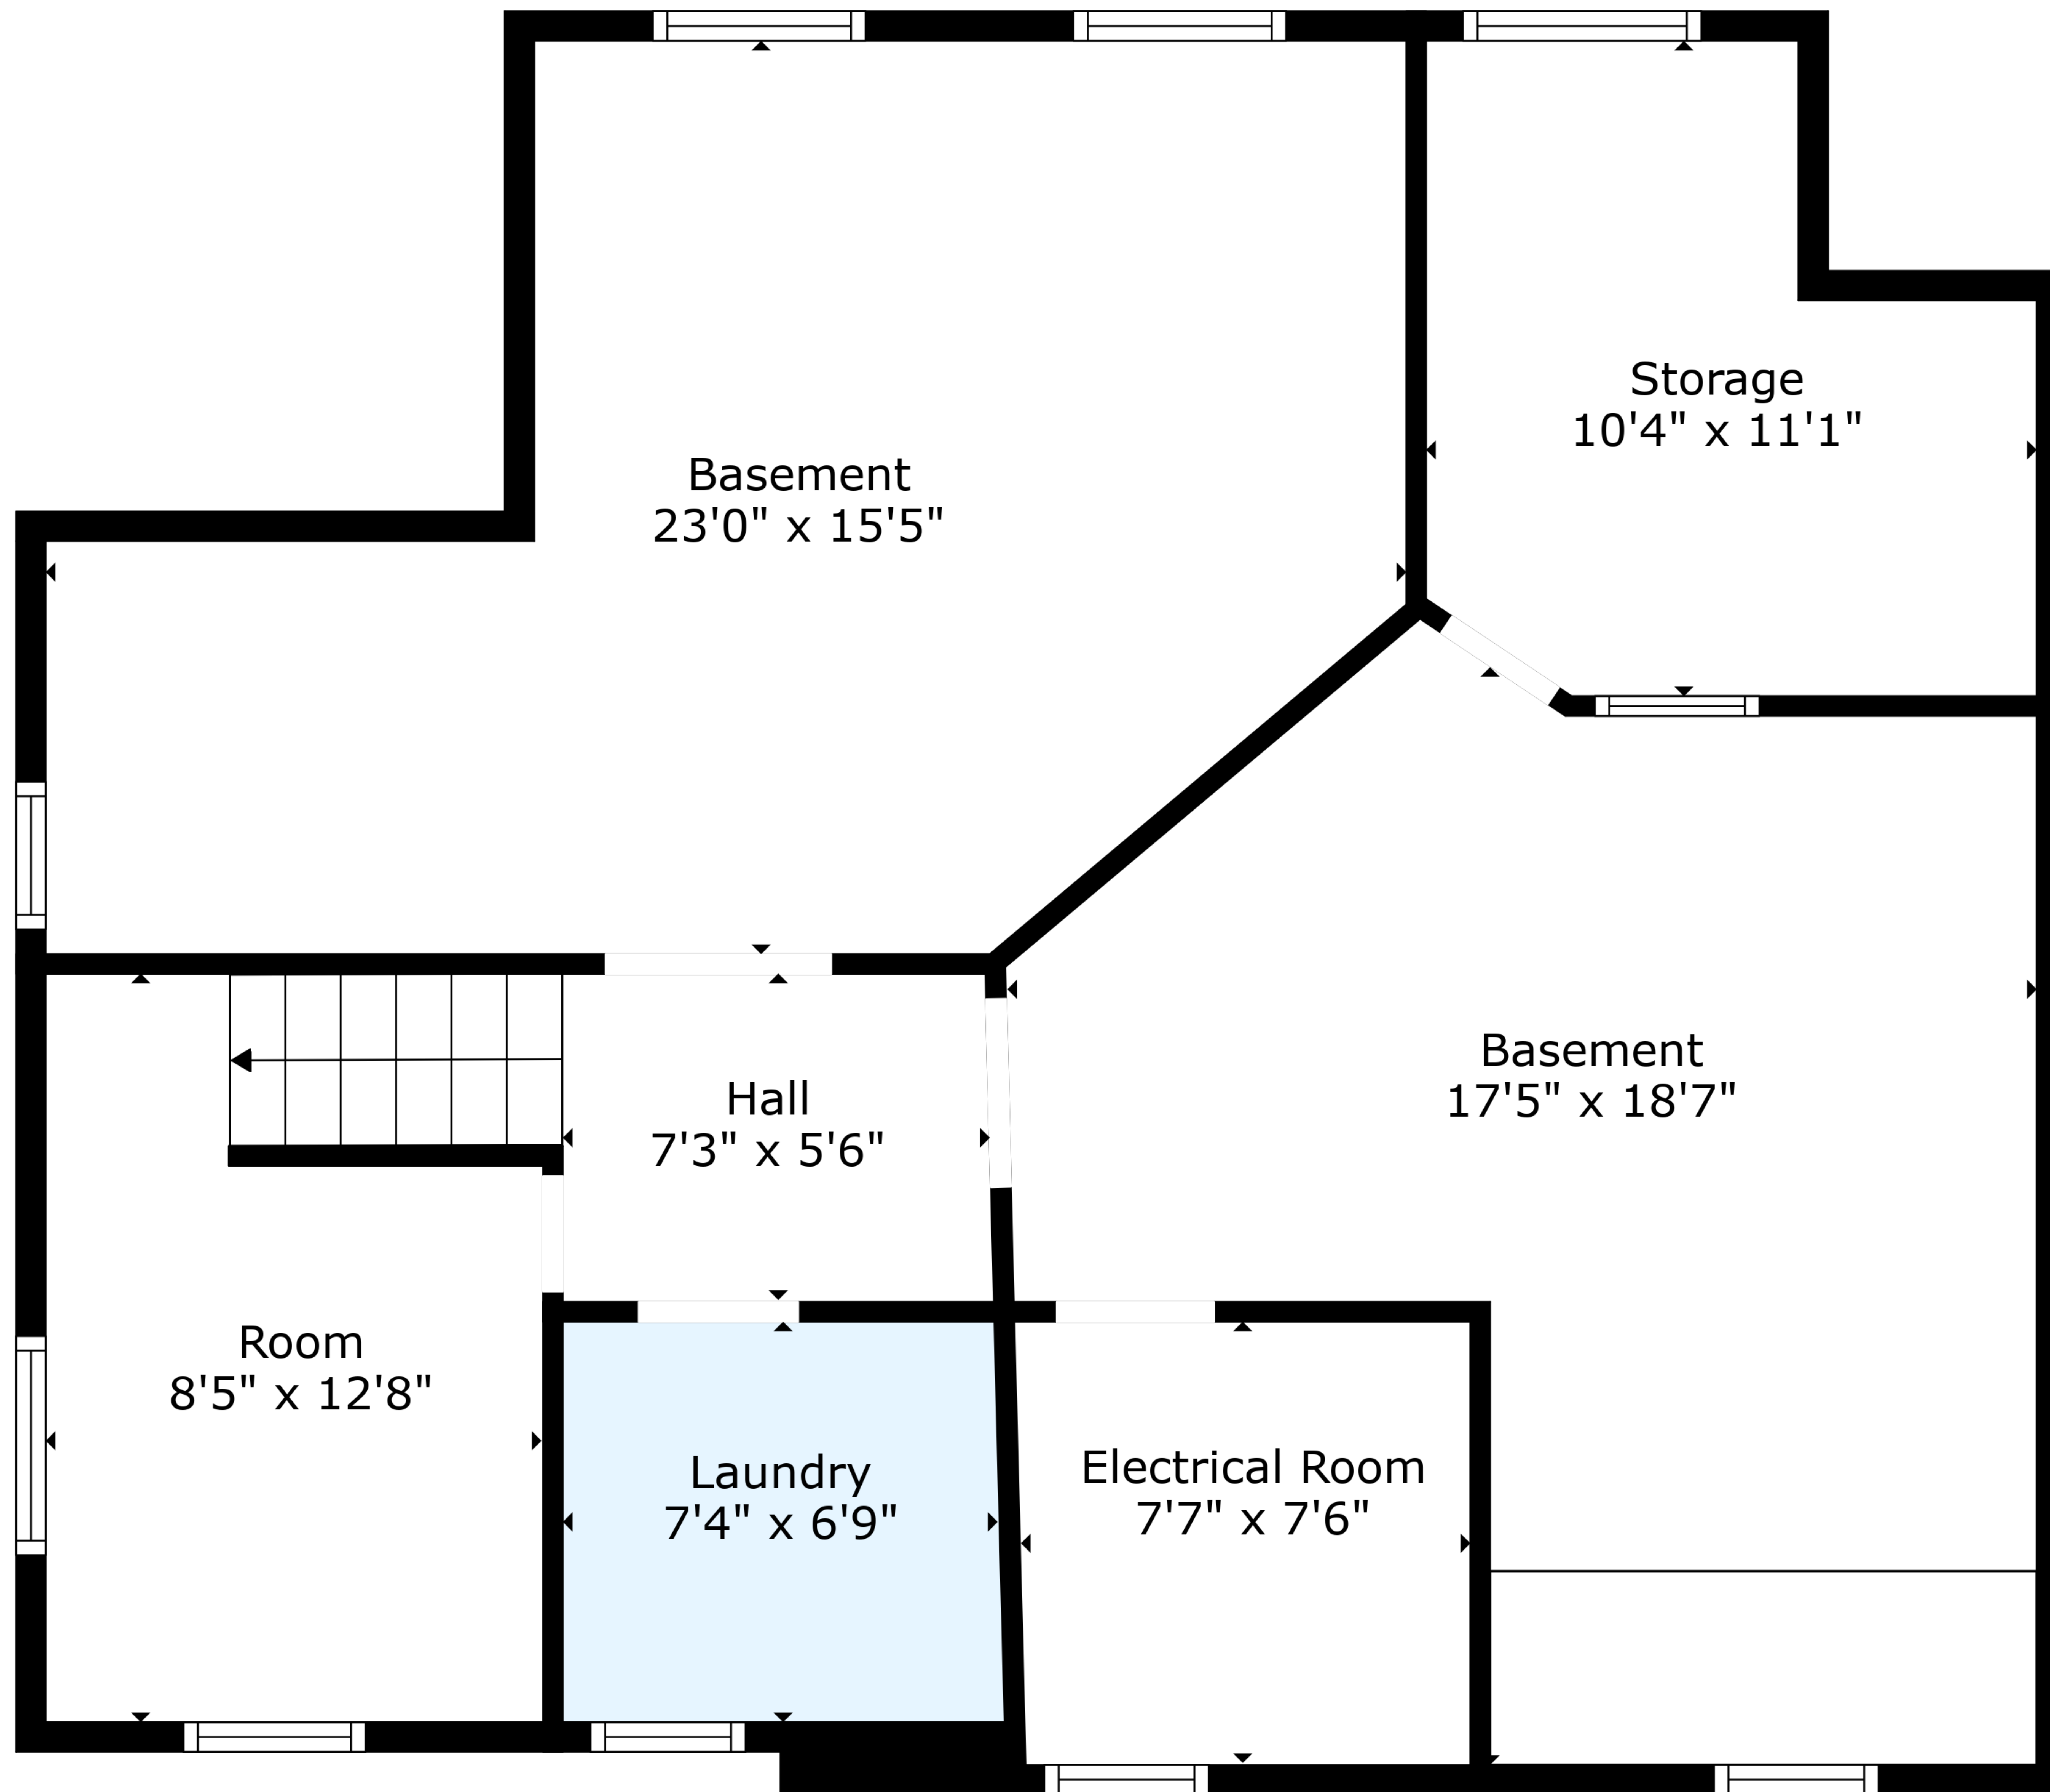 Storage
10'4" x 11'1"
Basement
23'0" x 15'5"
Basement
17'5" x 18'7"
Hall
7'3" x 5'6"
Room
8'5" x 12'8"
Laundry
7'4" x 6'9"
Electrical Room
7'7" x 7'6"